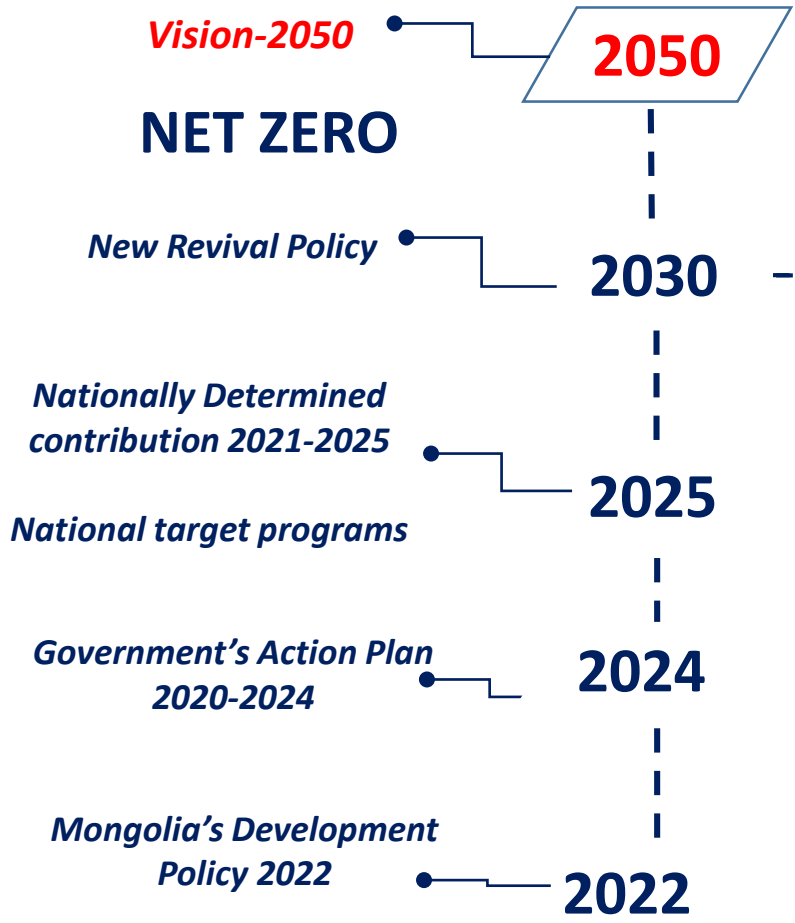 Vision-2050
2050
NET ZERO
New Revival Policy
2030
Nationally Determined
contribution 2021-2025
2025
National target programs
Government’s Action Plan
2020-2024
2024
Mongolia’s Development
Policy 2022
2022